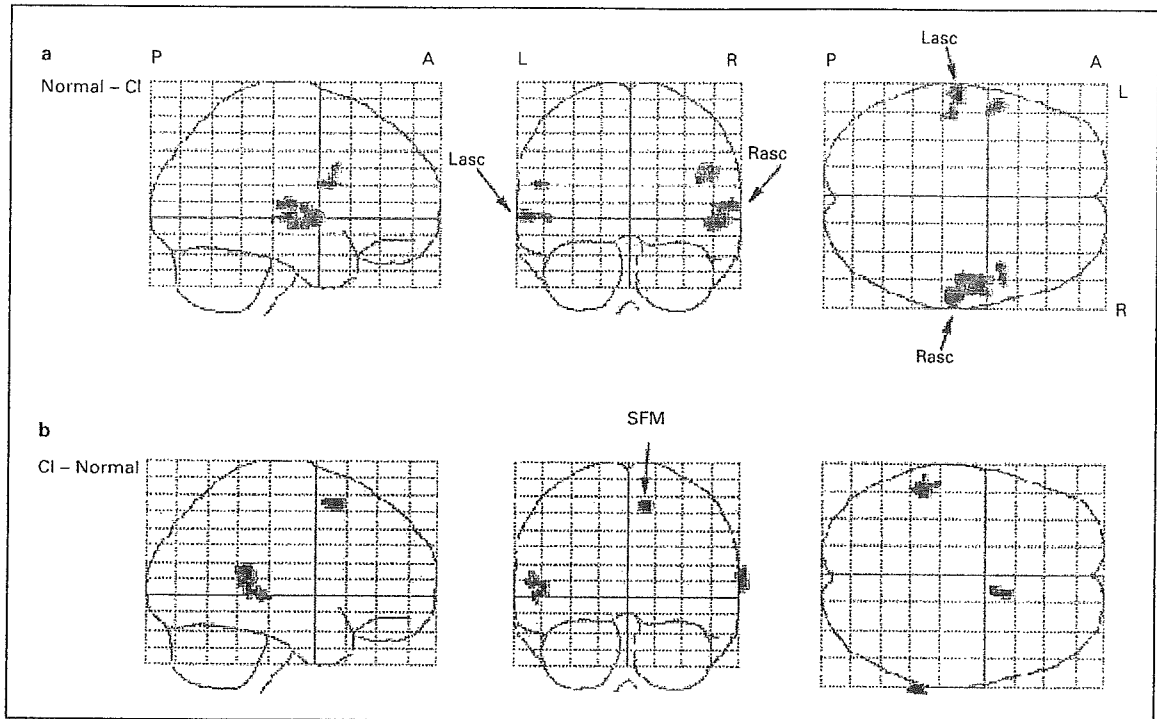 a
P A L R P A
Lasc
Normal – CI
L
Lasc
Rasc
R
Rasc
b
SFM
CI – Normal